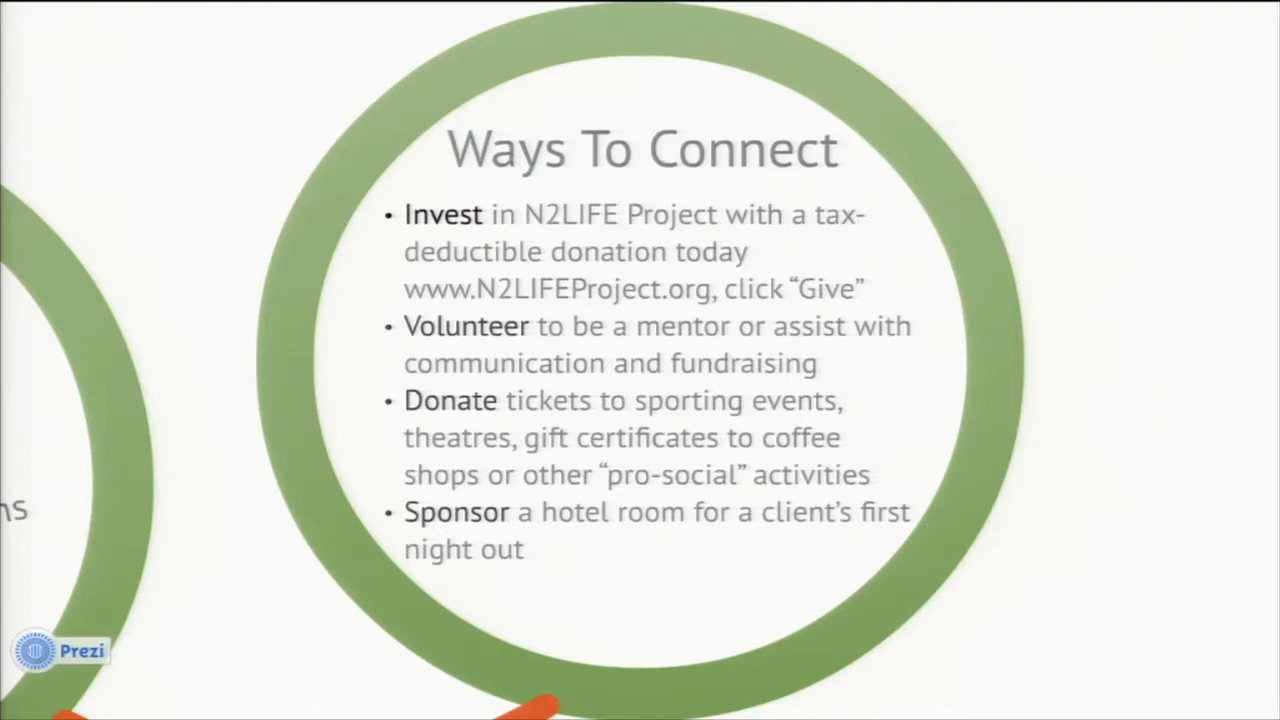 Ways To Connect
• Invest in N2LIFE Project with a tax-
deductible donation today
www.N2LIFEProject.org, click “Give”
• Volunteer to be a mentor or assist with
communication and fundraising
• Donate tickets to sporting events,
theatres, gift certificates to coffee
shops or other “pro-social” activities
• Sponsor a hotel room for a client’s first
night out
Prezi